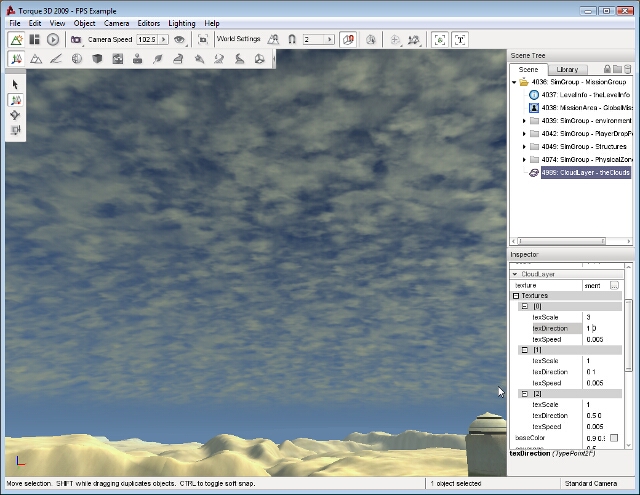 Torque 3D 2009 - FPS Example
File Edit View Object Camera Editors Lighting Help
Camera Speed 102.5 World Settings 2
Scene Tree
Scene Library
4036: SimGroup - MissionGroup
4037: LevelInfo - theLevelInfo
4038: MissionArea - GlobalMis
4039: SimGroup - environment
4042: SimGroup - PlayerDropP
4049: SimGroup - Structures
4074: SimGroup - PhysicalZon
4989: CloudLayer - theClouds
Inspector
CloudLayer
texture ment ...
Textures
[0]
texScale 3
texDirection 1 0
texSpeed 0.005
[1]
texScale 1
texDirection 0 1
texSpeed 0.005
[2]
texScale 1
texDirection 0.5 0
texSpeed 0.005
baseColor 0.9 0.
texDirection (TypePoint2F)
Move selection. SHIFT while dragging duplicates objects. CTRL to toggle soft snap. 1 object selected Standard Camera